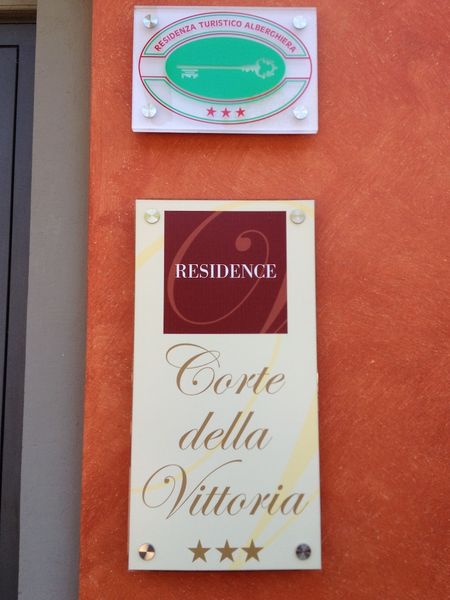 RESIDENZA TURISTICO ALBERGHIERA
★★★
RESIDENCE
Corte
della
Vittoria
★★★